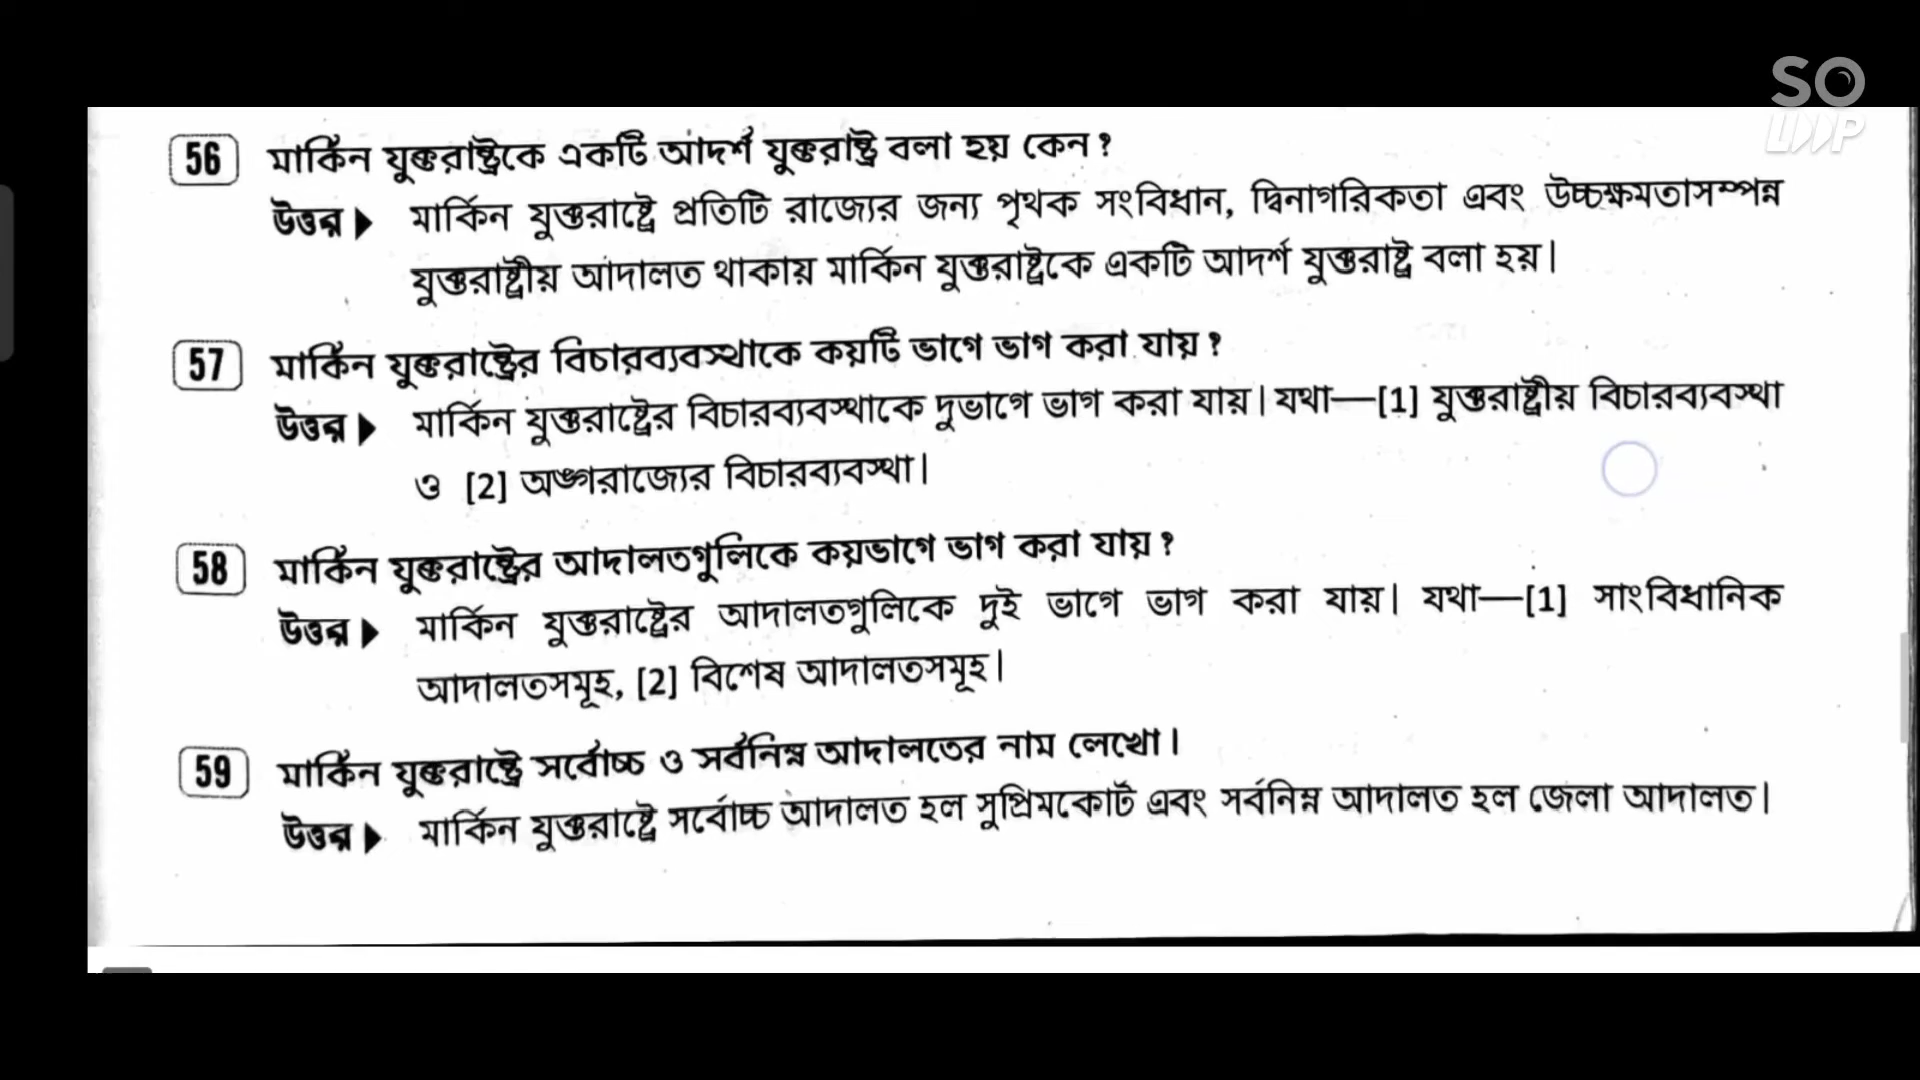 SO
LOOP
56 মার্কিন যুক্তরাষ্ট্রকে একটি আদর্শ যুক্তরাষ্ট্র বলা হয় কেন?
উত্তর▶ মার্কিন যুক্তরাষ্ট্রে প্রতিটি রাজ্যের জন্য পৃথক সংবিধান, দ্বিনাগরিকতা এবং উচ্চক্ষমতাসম্পন্ন
যুক্তরাষ্ট্রীয় আদালত থাকায় মার্কিন যুক্তরাষ্ট্রকে একটি আদর্শ যুক্তরাষ্ট্র বলা হয়।
57 মার্কিন যুক্তরাষ্ট্রের বিচারব্যবস্থাকে কয়টি ভাগে ভাগ করা যায়?
উত্তর▶ মার্কিন যুক্তরাষ্ট্রের বিচারব্যবস্থাকে দুভাগে ভাগ করা যায়। যথা—[1] যুক্তরাষ্ট্রীয় বিচারব্যবস্থা
ও [2] অঙ্গরাজ্যের বিচারব্যবস্থা।
58 মার্কিন যুক্তরাষ্ট্রের আদালতগুলিকে কয়ভাগে ভাগ করা যায়?
উত্তর▶ মার্কিন যুক্তরাষ্ট্রের আদালতগুলিকে দুই ভাগে ভাগ করা যায়। যথা—[1] সাংবিধানিক
আদালতসমূহ, [2] বিশেষ আদালতসমূহ।
59 মার্কিন যুক্তরাষ্ট্রে সর্বোচ্চ ও সর্বনিম্ন আদালতের নাম লেখো।
উত্তর▶ মার্কিন যুক্তরাষ্ট্রে সর্বোচ্চ আদালত হল সুপ্রিমকোর্ট এবং সর্বনিম্ন আদালত হল জেলা আদালত।